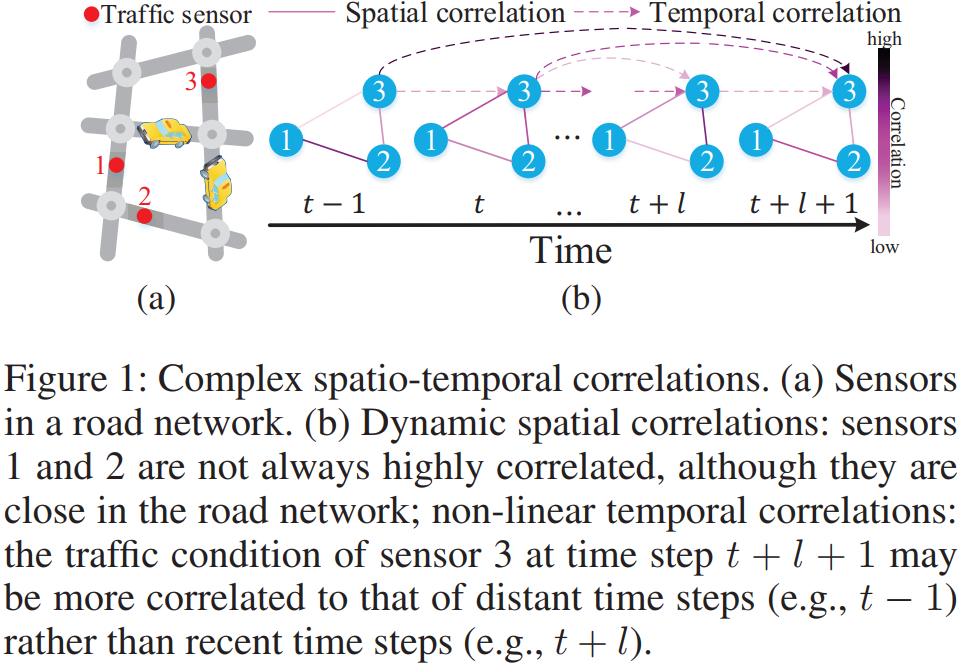 Traffic sensor
Spatial correlation
Temporal correlation
high
3
1
2
3
1
2
3
1
2
...
3
1
2
3
1
2
Correlation
low
t − 1
t
...
t + l
t + l + 1
Time
(a)
(b)
Figure 1: Complex spatio-temporal correlations. (a) Sensors
in a road network. (b) Dynamic spatial correlations: sensors
1 and 2 are not always highly correlated, although they are
close in the road network; non-linear temporal correlations:
the traffic condition of sensor 3 at time step t + l + 1 may
be more correlated to that of distant time steps (e.g., t − 1)
rather than recent time steps (e.g., t + l).